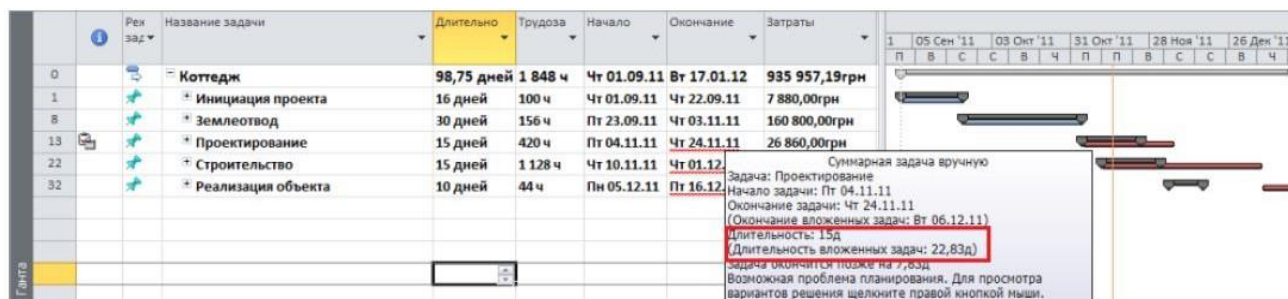 Реж зад Название задачи Длительно Трудоза Начало Окончание Затраты
1 05 Сен '11 03 Окт '11 31 Окт '11 28 Ноя '11 26 Дек '11
П В С С В Ч П П В С С В Ч
0 Коттедж 98,75 дней 1 848 ч Чт 01.09.11 Вт 17.01.12 935 957,19грн
1 Инициация проекта 16 дней 100 ч Чт 01.09.11 Чт 22.09.11 7 880,00грн
8 Землеотвод 30 дней 156 ч Пт 23.09.11 Чт 03.11.11 160 800,00грн
13 Проектирование 15 дней 420 ч Пт 04.11.11 Чт 24.11.11 26 860,00грн
22 Строительство 15 дней 1 128 ч Чт 10.11.11 Чт 01.12.
32 Реализация объекта 10 дней 44 ч Пн 05.12.11 Пт 16.12.
Суммарная задача вручную
Задача: Проектирование
Начало задачи: Пт 04.11.11
Окончание задачи: Чт 24.11.11
(Окончание вложенных задач: Вт 06.12.11)
Длительность: 15д
(Длительность вложенных задач: 22,83д)
Задача окончится позже на 7,83д
Возможная проблема планирования. Для просмотра
вариантов решения щелкните правой кнопкой мыши.
Ганта